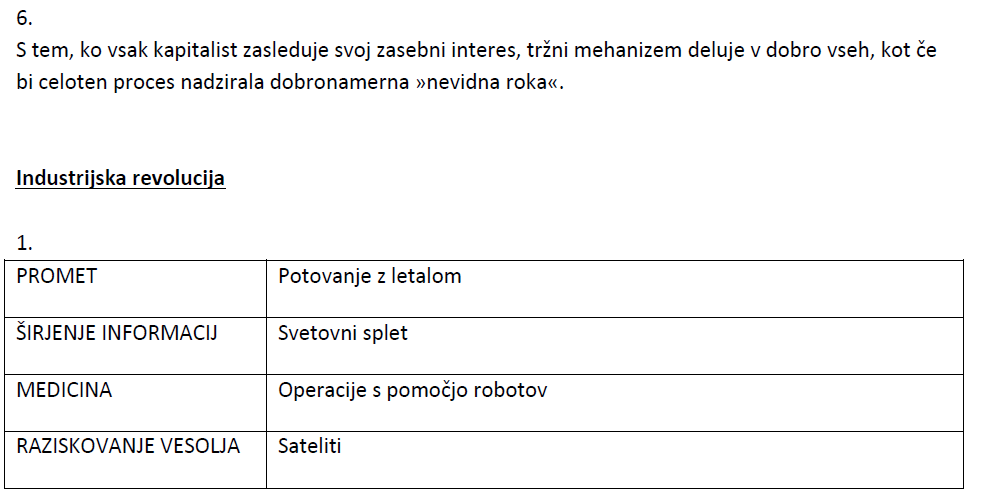 6.
S tem, ko vsak kapitalist zasleduje svoj zasebni interes, tržni mehanizem deluje v dobro vseh, kot če
bi celoten proces nadzirala dobronamerna »nevidna roka«.
Industrijska revolucija
1.
PROMET Potovanje z letalom
ŠIRJENJE INFORMACIJ Svetovni splet
MEDICINA Operacije s pomočjo robotov
RAZISKOVANJE VESOLJA Sateliti